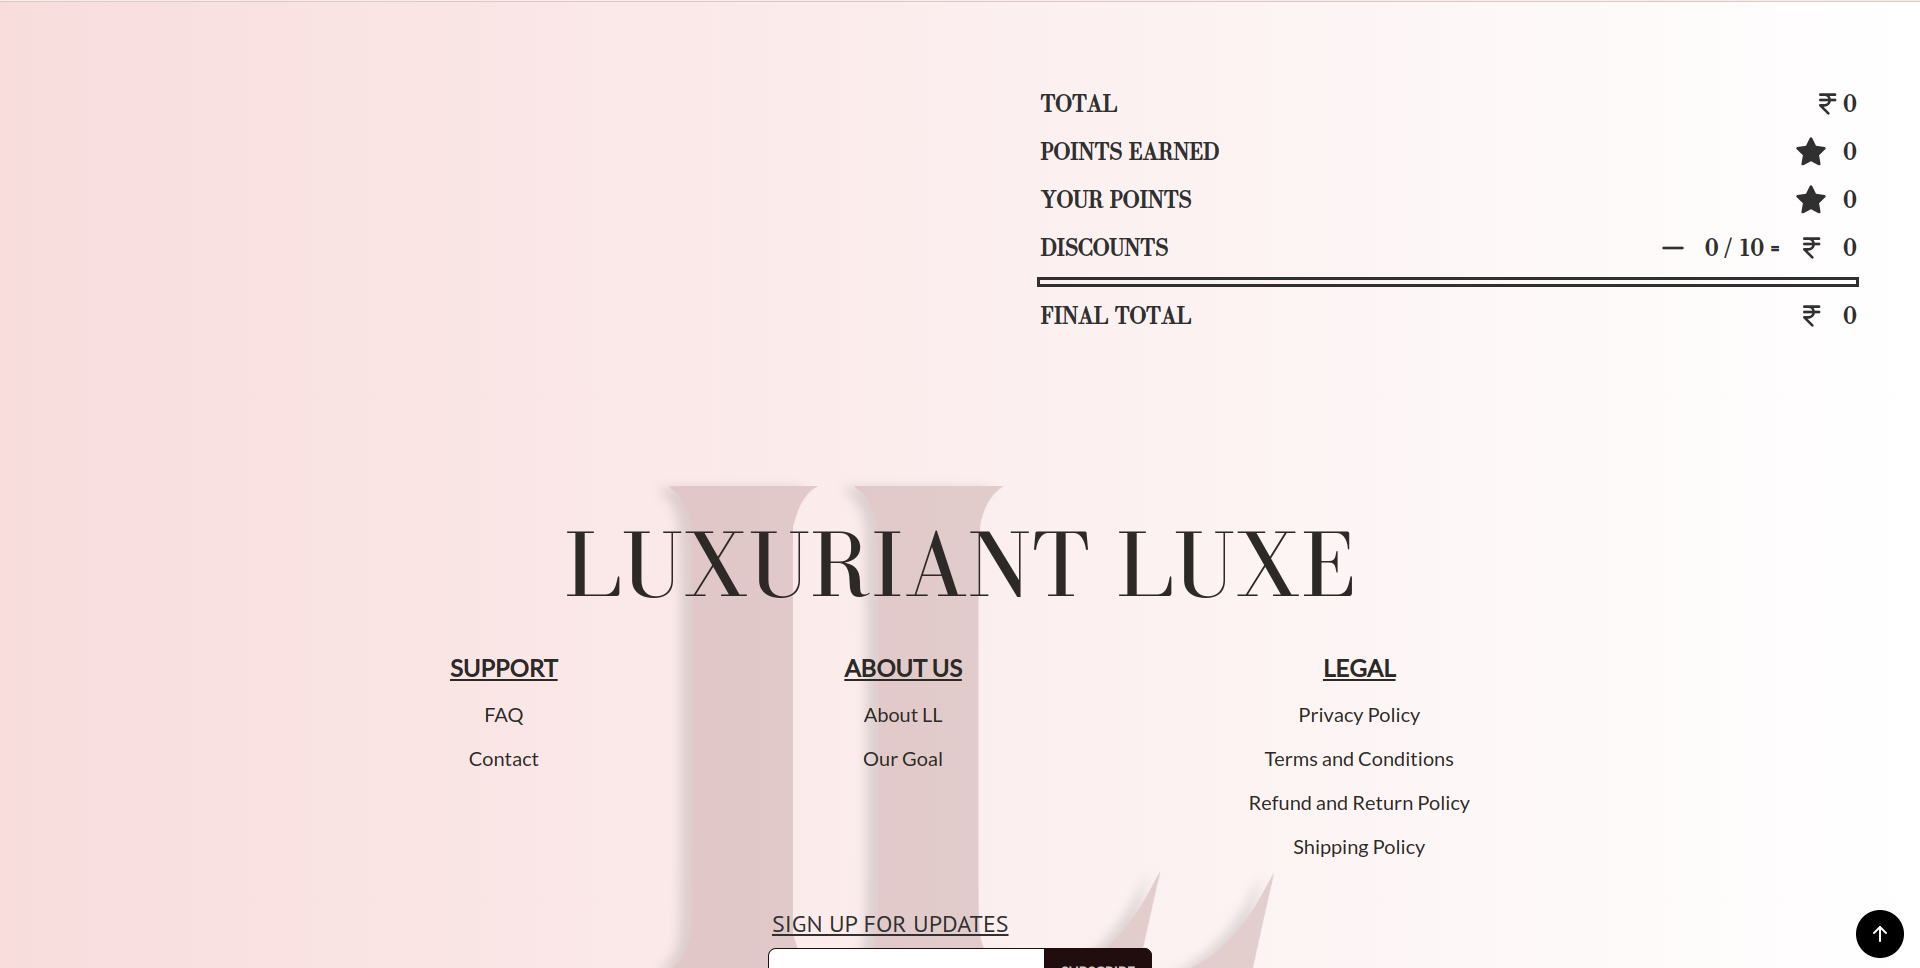 TOTAL ₹ 0
POINTS EARNED ★ 0
YOUR POINTS ★ 0
DISCOUNTS — 0 / 10 = ₹ 0
FINAL TOTAL ₹ 0
LUXURIANT LUXE
SUPPORT
FAQ
Contact
ABOUT US
About LL
Our Goal
LEGAL
Privacy Policy
Terms and Conditions
Refund and Return Policy
Shipping Policy
SIGN UP FOR UPDATES